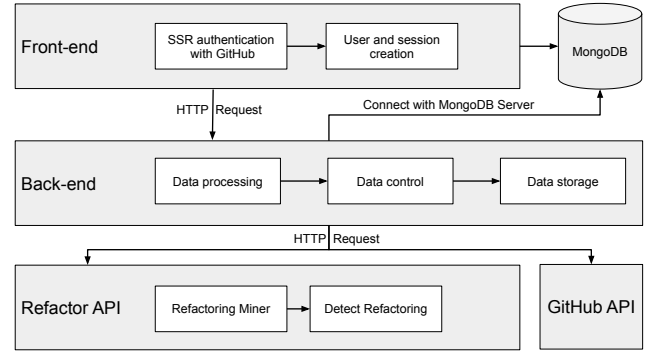 Front-end
SSR authentication
with GitHub
User and session
creation
MongoDB
HTTP Request
Connect with MongoDB Server
Back-end
Data processing
Data control
Data storage
HTTP Request
Refactor API
Refactoring Miner
Detect Refactoring
GitHub API